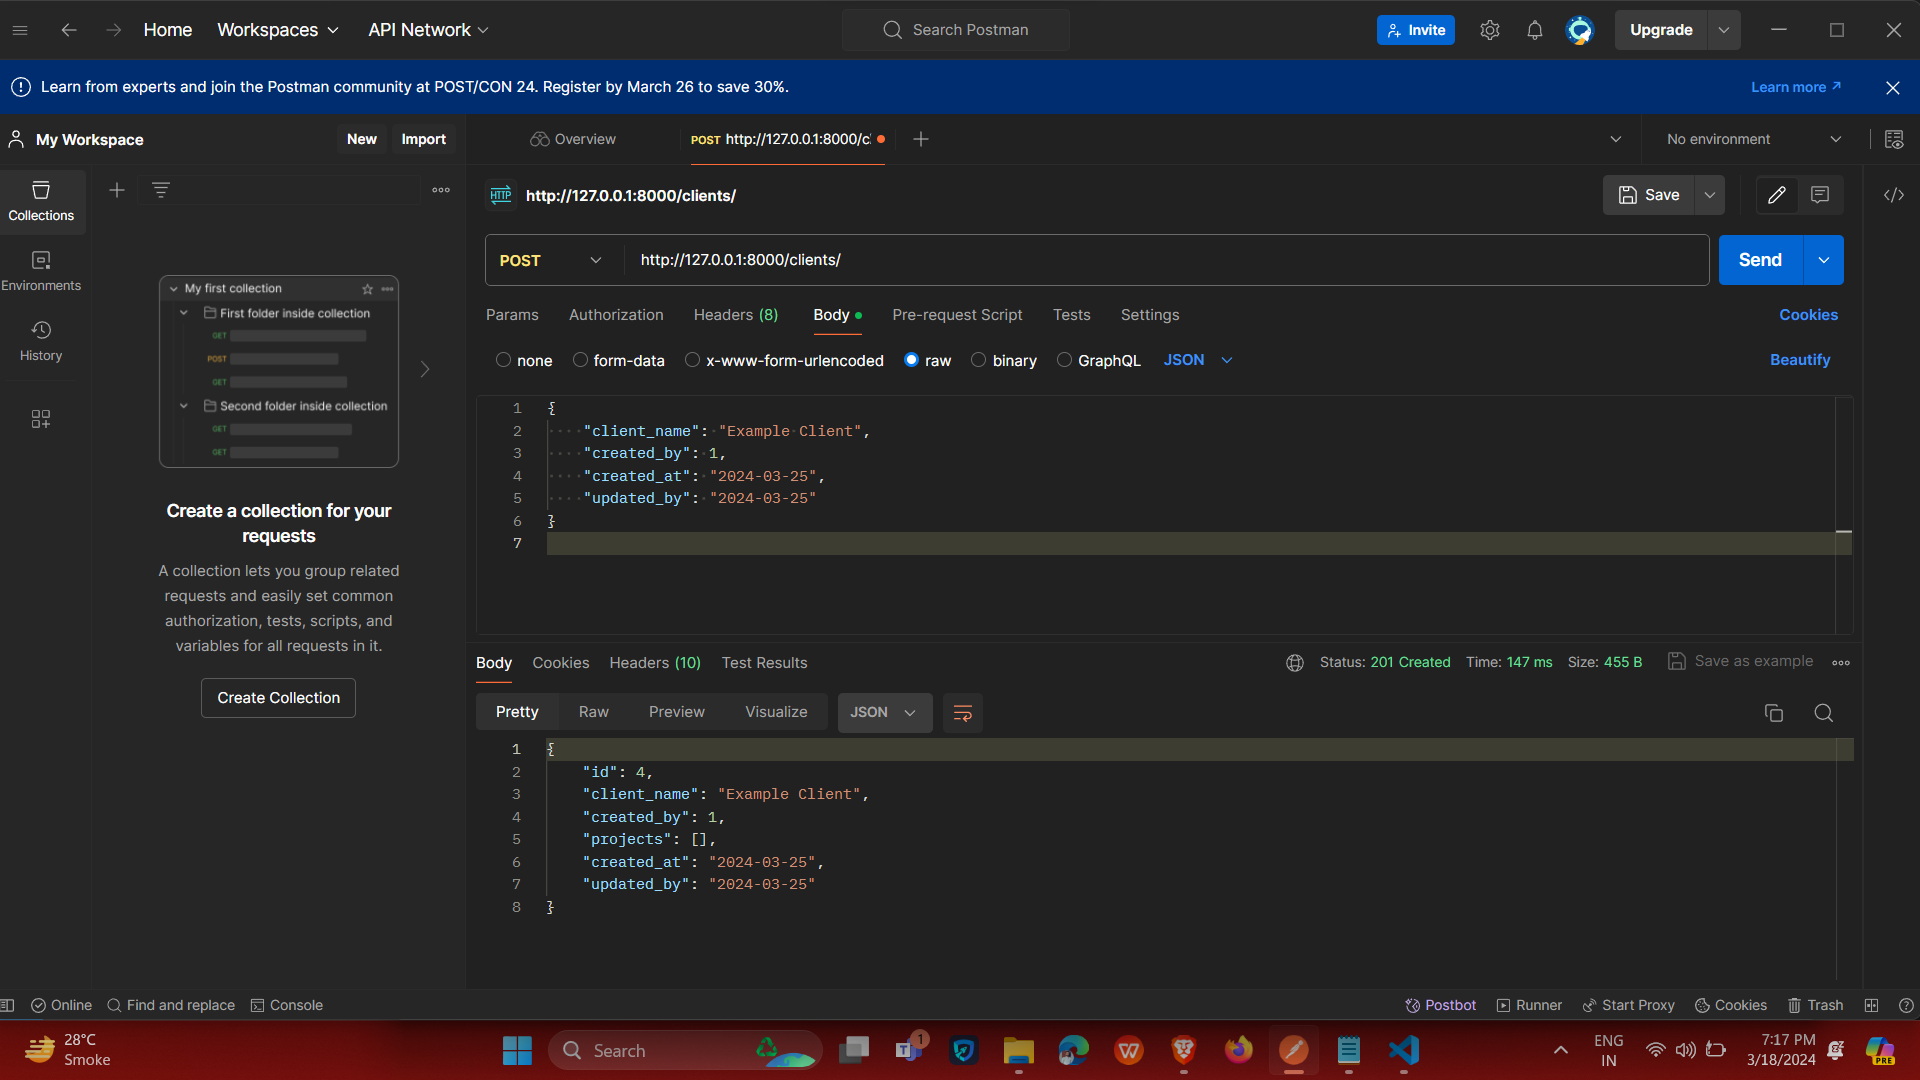 Home
Workspaces
API Network
Search Postman
Invite
Upgrade
Learn from experts and join the Postman community at POST/CON 24. Register by March 26 to save 30%.
Learn more
My Workspace
New
Import
Overview
POST http://127.0.0.1:8000/c
No environment
Collections
Environments
History
My first collection
First folder inside collection
GET
POST
GET
Second folder inside collection
GET
GET
Create a collection for your
requests
A collection lets you group related
requests and easily set common
authorization, tests, scripts, and
variables for all requests in it.
Create Collection
HTTP
http://127.0.0.1:8000/clients/
Save
POST
http://127.0.0.1:8000/clients/
Send
Params
Authorization
Headers (8)
Body
Pre-request Script
Tests
Settings
Cookies
none
form-data
x-www-form-urlencoded
raw
binary
GraphQL
JSON
Beautify
1 {
2 "client_name": "Example Client",
3 "created_by": 1,
4 "created_at": "2024-03-25",
5 "updated_by": "2024-03-25"
6 }
7
Body
Cookies
Headers (10)
Test Results
Status: 201 Created
Time: 147 ms
Size: 455 B
Save as example
Pretty
Raw
Preview
Visualize
JSON
1 {
2 "id": 4,
3 "client_name": "Example Client",
4 "created_by": 1,
5 "projects": [],
6 "created_at": "2024-03-25",
7 "updated_by": "2024-03-25"
8 }
Online
Find and replace
Console
Postbot
Runner
Start Proxy
Cookies
Trash
28°C
Smoke
Search
1
ENG
IN
7:17 PM
3/18/2024
PRE